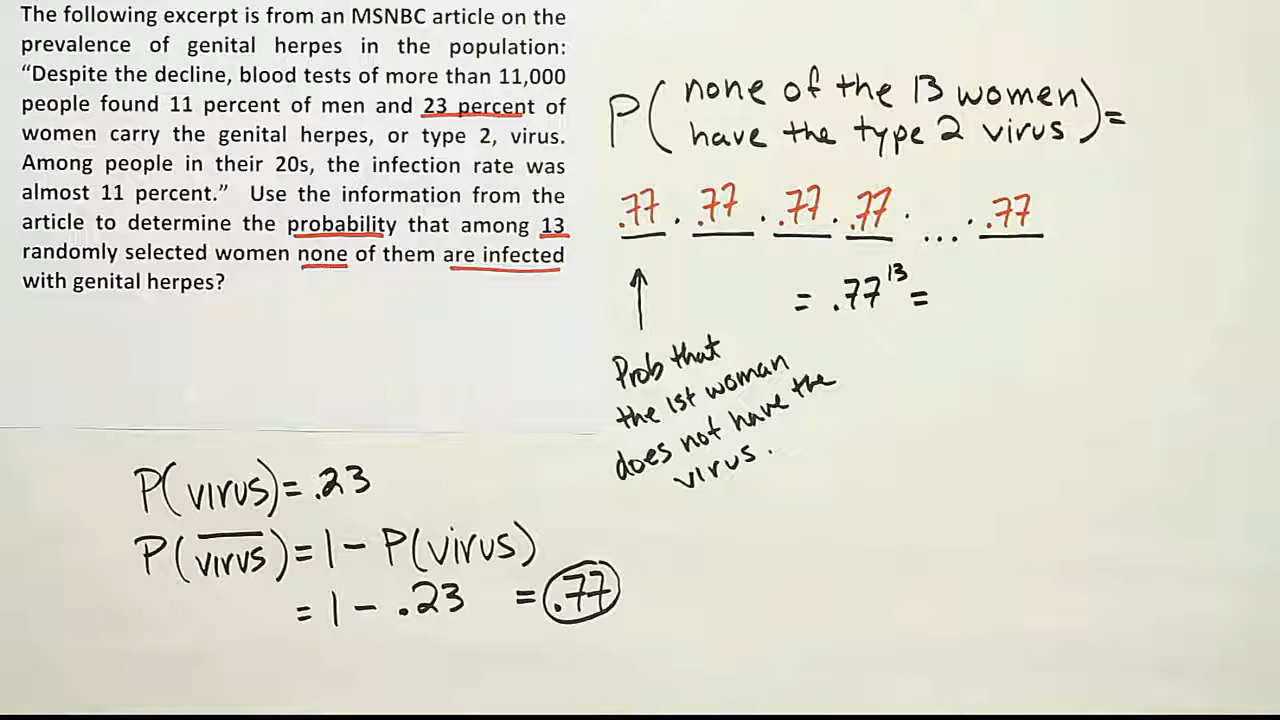 The following excerpt is from an MSNBC article on the
prevalence of genital herpes in the population:
“Despite the decline, blood tests of more than 11,000
people found 11 percent of men and 23 percent of
women carry the genital herpes, or type 2, virus.
Among people in their 20s, the infection rate was
almost 11 percent.” Use the information from the
article to determine the probability that among 13
randomly selected women none of them are infected
with genital herpes?
P(none of the 13 women
have the type 2 virus)=
.77 . .77 . .77 . .77 . ... . .77
= .77^13 =
Prob that
the 1st woman
does not have the
virus.
P(virus)=.23
P(virus)=1-P(virus)
= 1 - .23 = .77